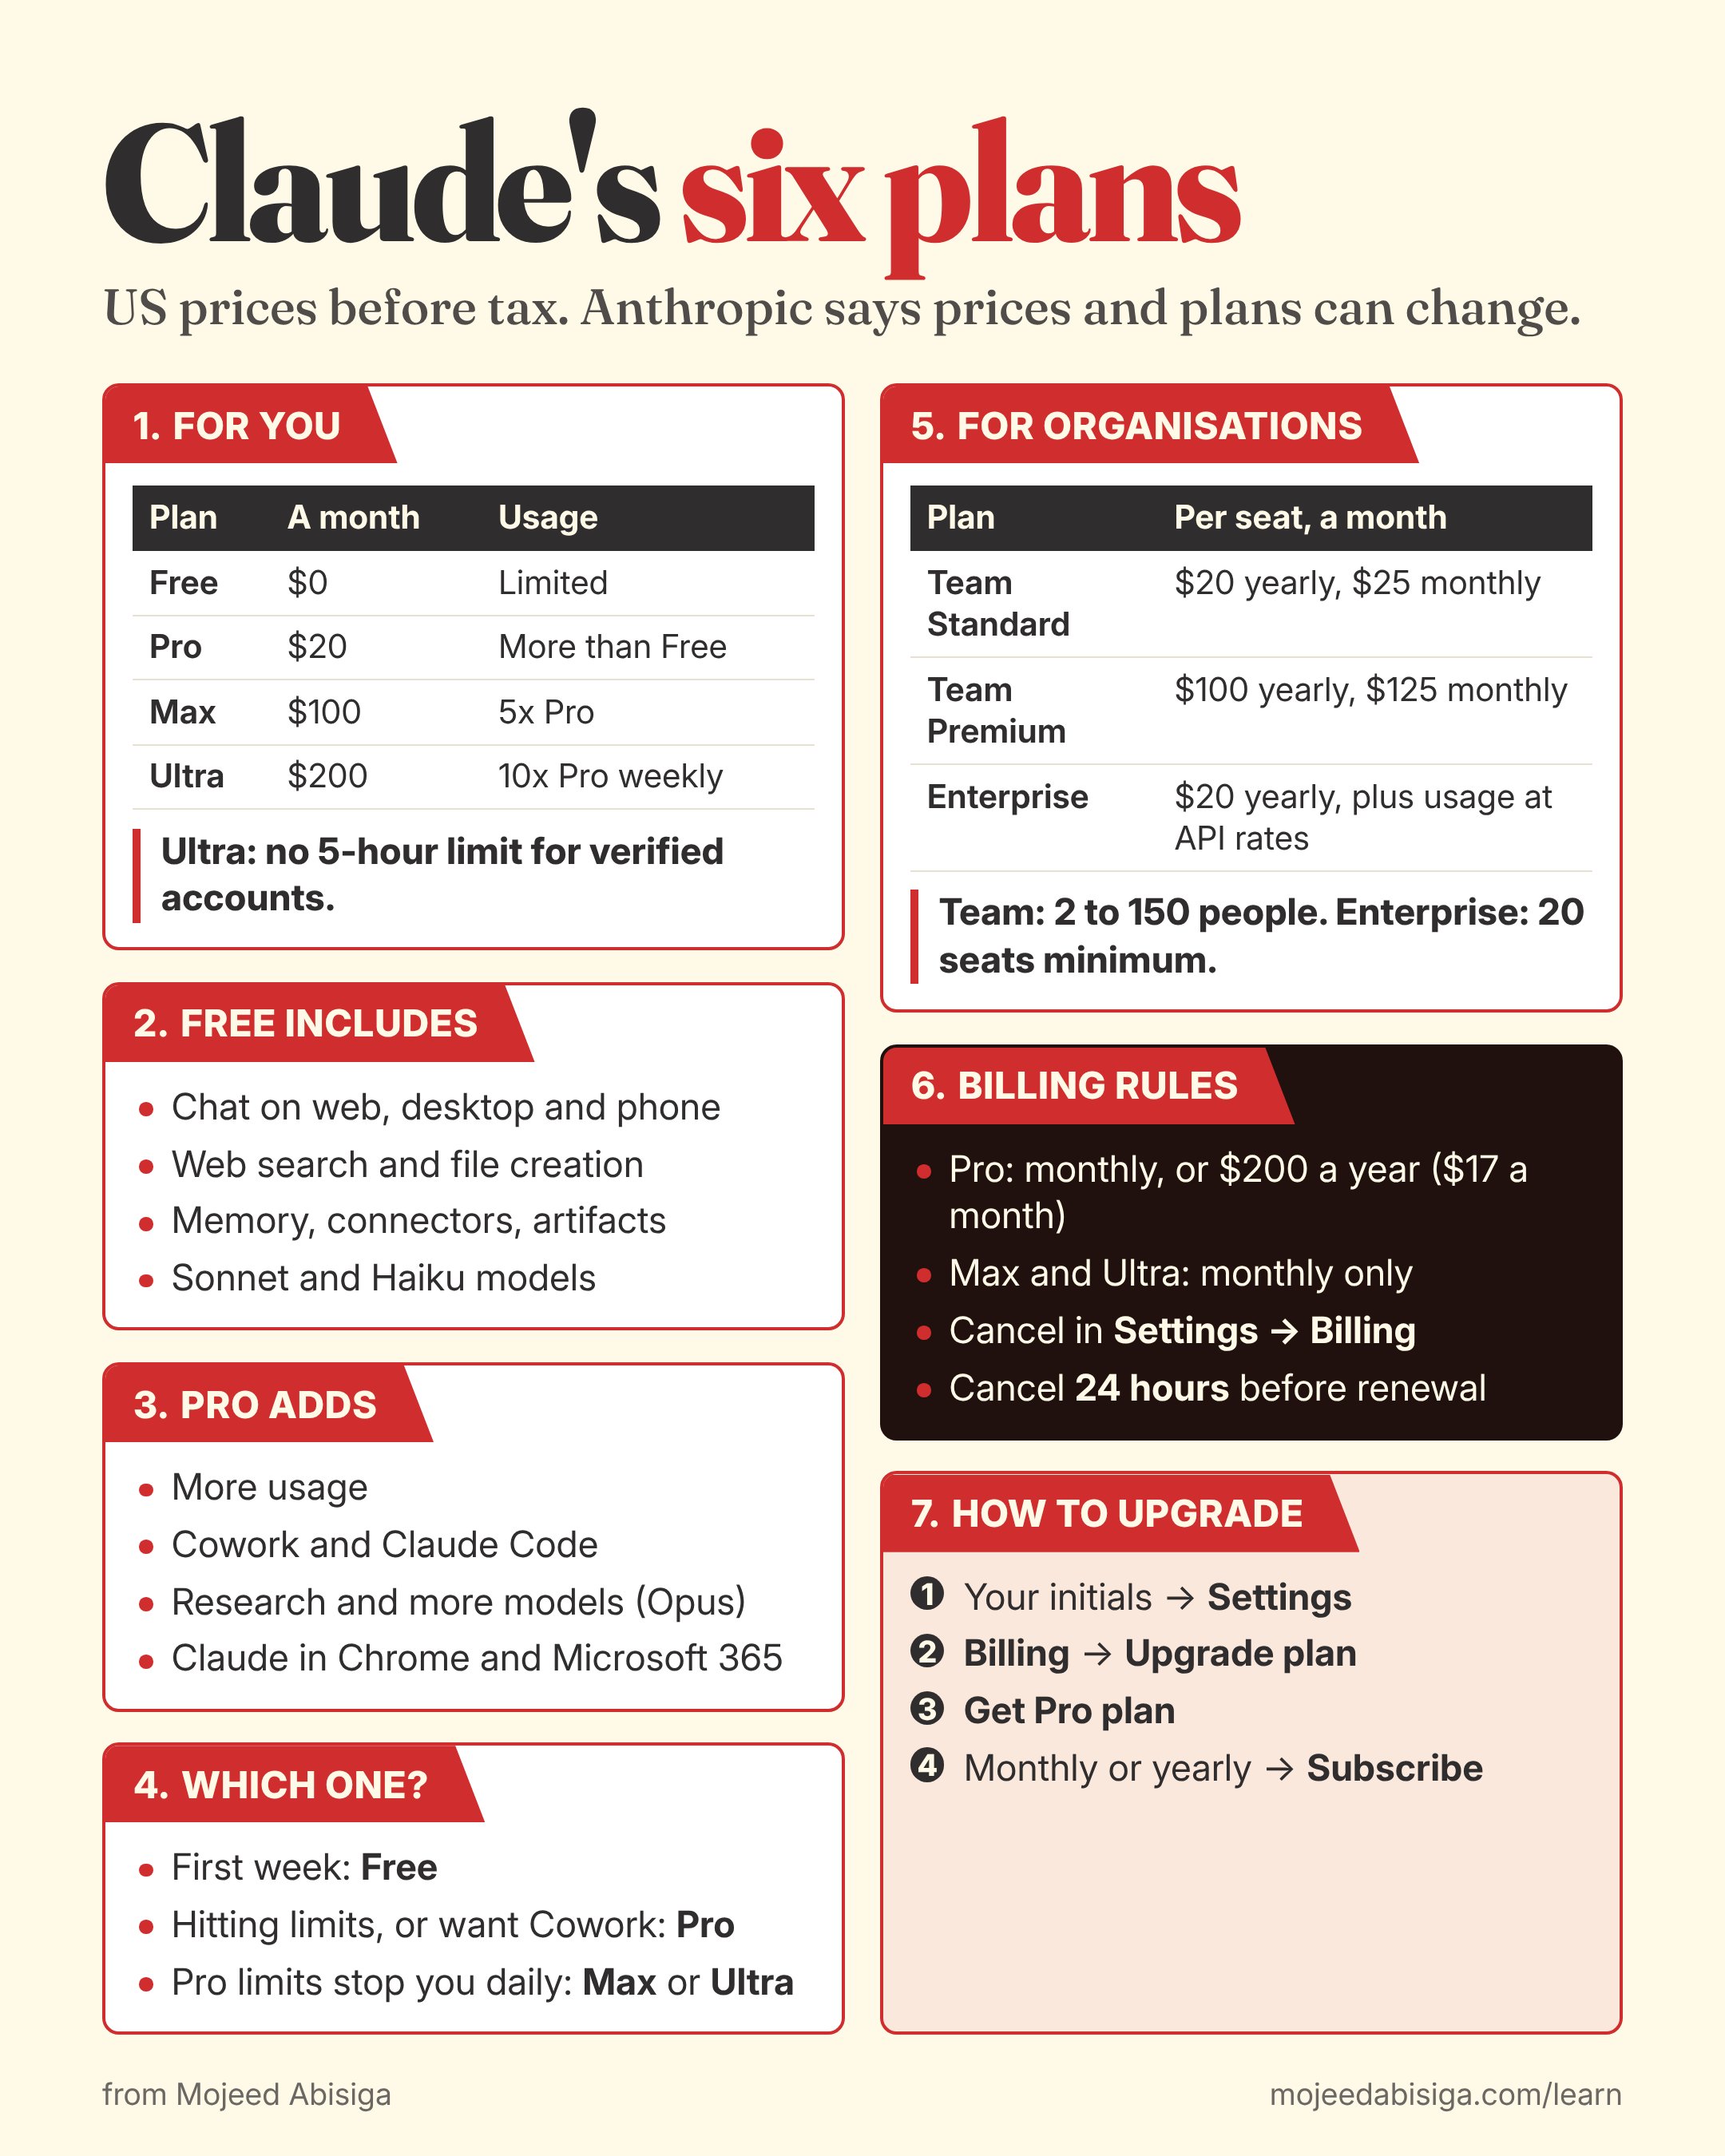 Claude's six plans
US prices before tax. Anthropic says prices and plans can change.
1. FOR YOU
Plan A month Usage
Free $0 Limited
Pro $20 More than Free
Max $100 5x Pro
Ultra $200 10x Pro weekly
Ultra: no 5-hour limit for verified
accounts.
2. FREE INCLUDES
• Chat on web, desktop and phone
• Web search and file creation
• Memory, connectors, artifacts
• Sonnet and Haiku models
3. PRO ADDS
• More usage
• Cowork and Claude Code
• Research and more models (Opus)
• Claude in Chrome and Microsoft 365
4. WHICH ONE?
• First week: Free
• Hitting limits, or want Cowork: Pro
• Pro limits stop you daily: Max or Ultra
5. FOR ORGANISATIONS
Plan Per seat, a month
Team $20 yearly, $25 monthly
Standard
Team $100 yearly, $125 monthly
Premium
Enterprise $20 yearly, plus usage at
API rates
Team: 2 to 150 people. Enterprise: 20
seats minimum.
6. BILLING RULES
• Pro: monthly, or $200 a year ($17 a
month)
• Max and Ultra: monthly only
• Cancel in Settings → Billing
• Cancel 24 hours before renewal
7. HOW TO UPGRADE
❶ Your initials → Settings
❷ Billing → Upgrade plan
❸ Get Pro plan
❹ Monthly or yearly → Subscribe
from Mojeed Abisiga
mojeedabisiga.com/learn